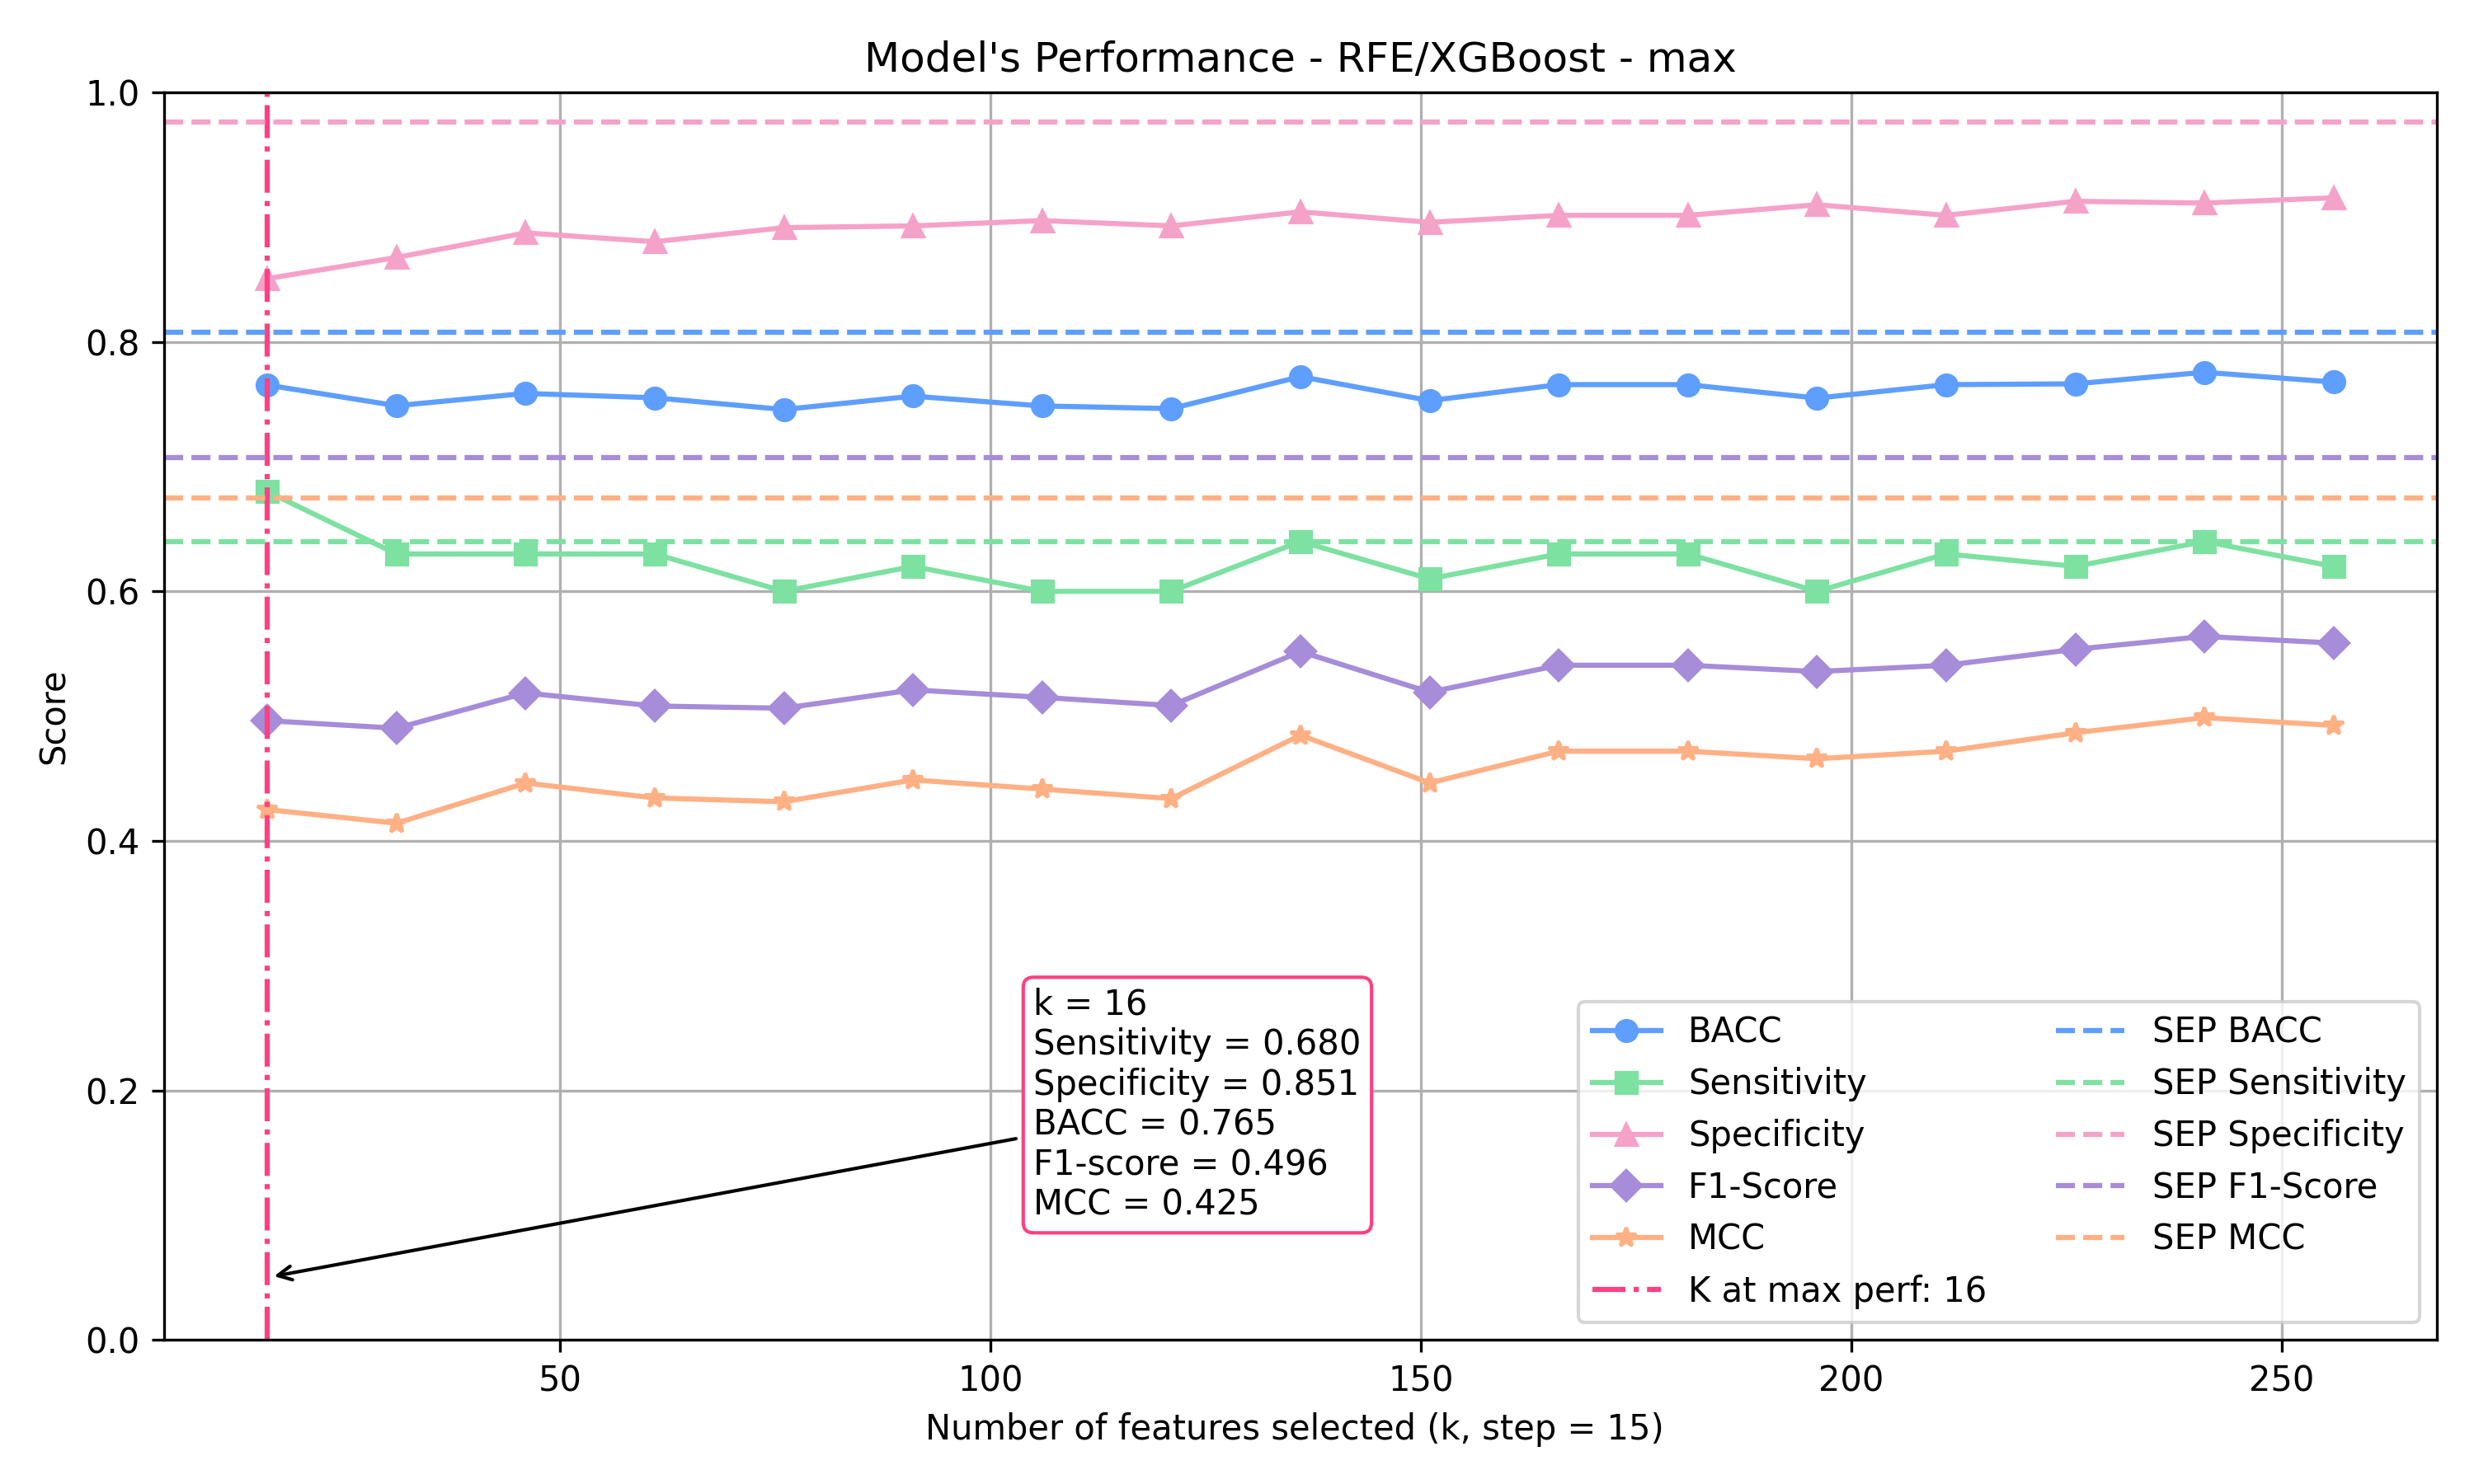 Model's Performance - RFE/XGBoost - max
Score
1.0
0.8
0.6
0.4
0.2
0.0
50
100
150
200
250
Number of features selected (k, step = 15)
k = 16
Sensitivity = 0.680
Specificity = 0.851
BACC = 0.765
F1-score = 0.496
MCC = 0.425
BACC
Sensitivity
Specificity
F1-Score
MCC
K at max perf: 16
SEP BACC
SEP Sensitivity
SEP Specificity
SEP F1-Score
SEP MCC